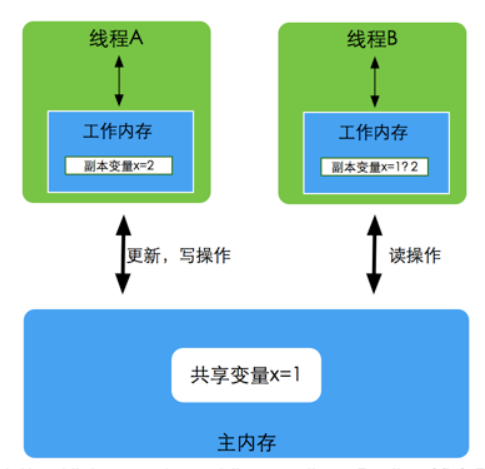 线程A
线程B
工作内存
工作内存
副本变量x=2
副本变量x=1? 2
更新，写操作
读操作
共享变量x=1
主内存